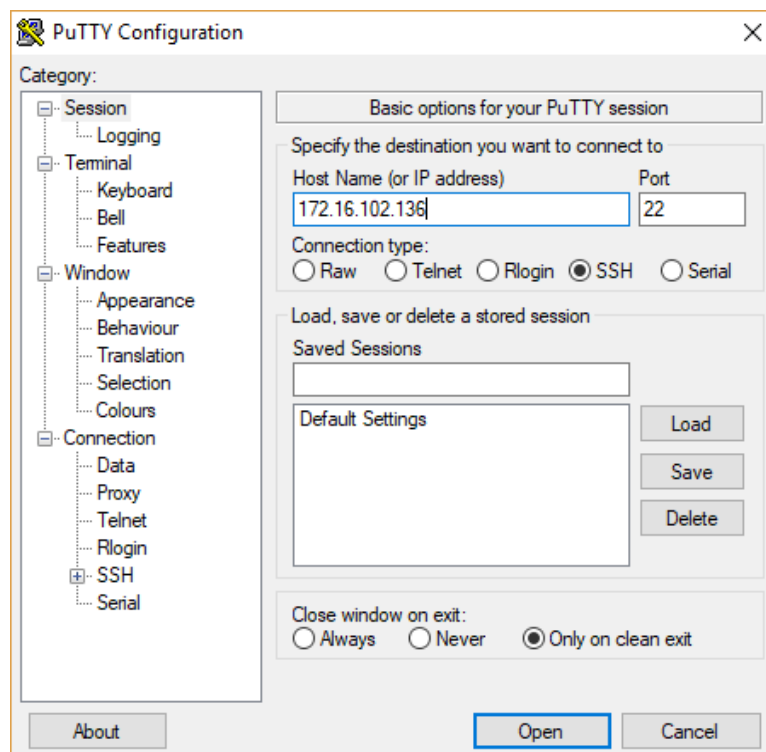 PuTTY Configuration
Category:
Session
Logging
Terminal
Keyboard
Bell
Features
Window
Appearance
Behaviour
Translation
Selection
Colours
Connection
Data
Proxy
Telnet
Rlogin
SSH
Serial
Basic options for your PuTTY session
Specify the destination you want to connect to
Host Name (or IP address) Port
172.16.102.136 22
Connection type:
Raw Telnet Rlogin SSH Serial
Load, save or delete a stored session
Saved Sessions
Default Settings
Load
Save
Delete
Close window on exit:
Always Never Only on clean exit
About Open Cancel